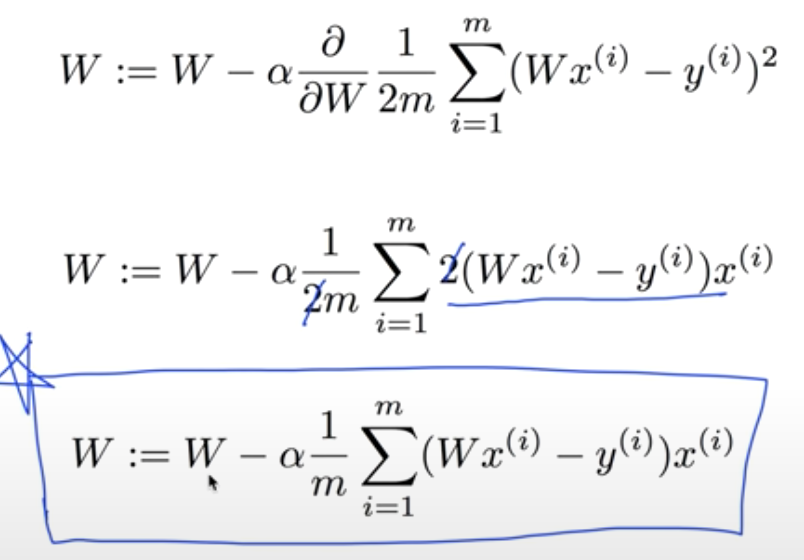 W := W − α ∂/∂W 1/2m ∑_{i=1}^{m} (Wx^{(i)} − y^{(i)})^2
W := W − α 1/2m ∑_{i=1}^{m} 2(Wx^{(i)} − y^{(i)})x^{(i)}
W := W − α 1/m ∑_{i=1}^{m} (Wx^{(i)} − y^{(i)})x^{(i)}